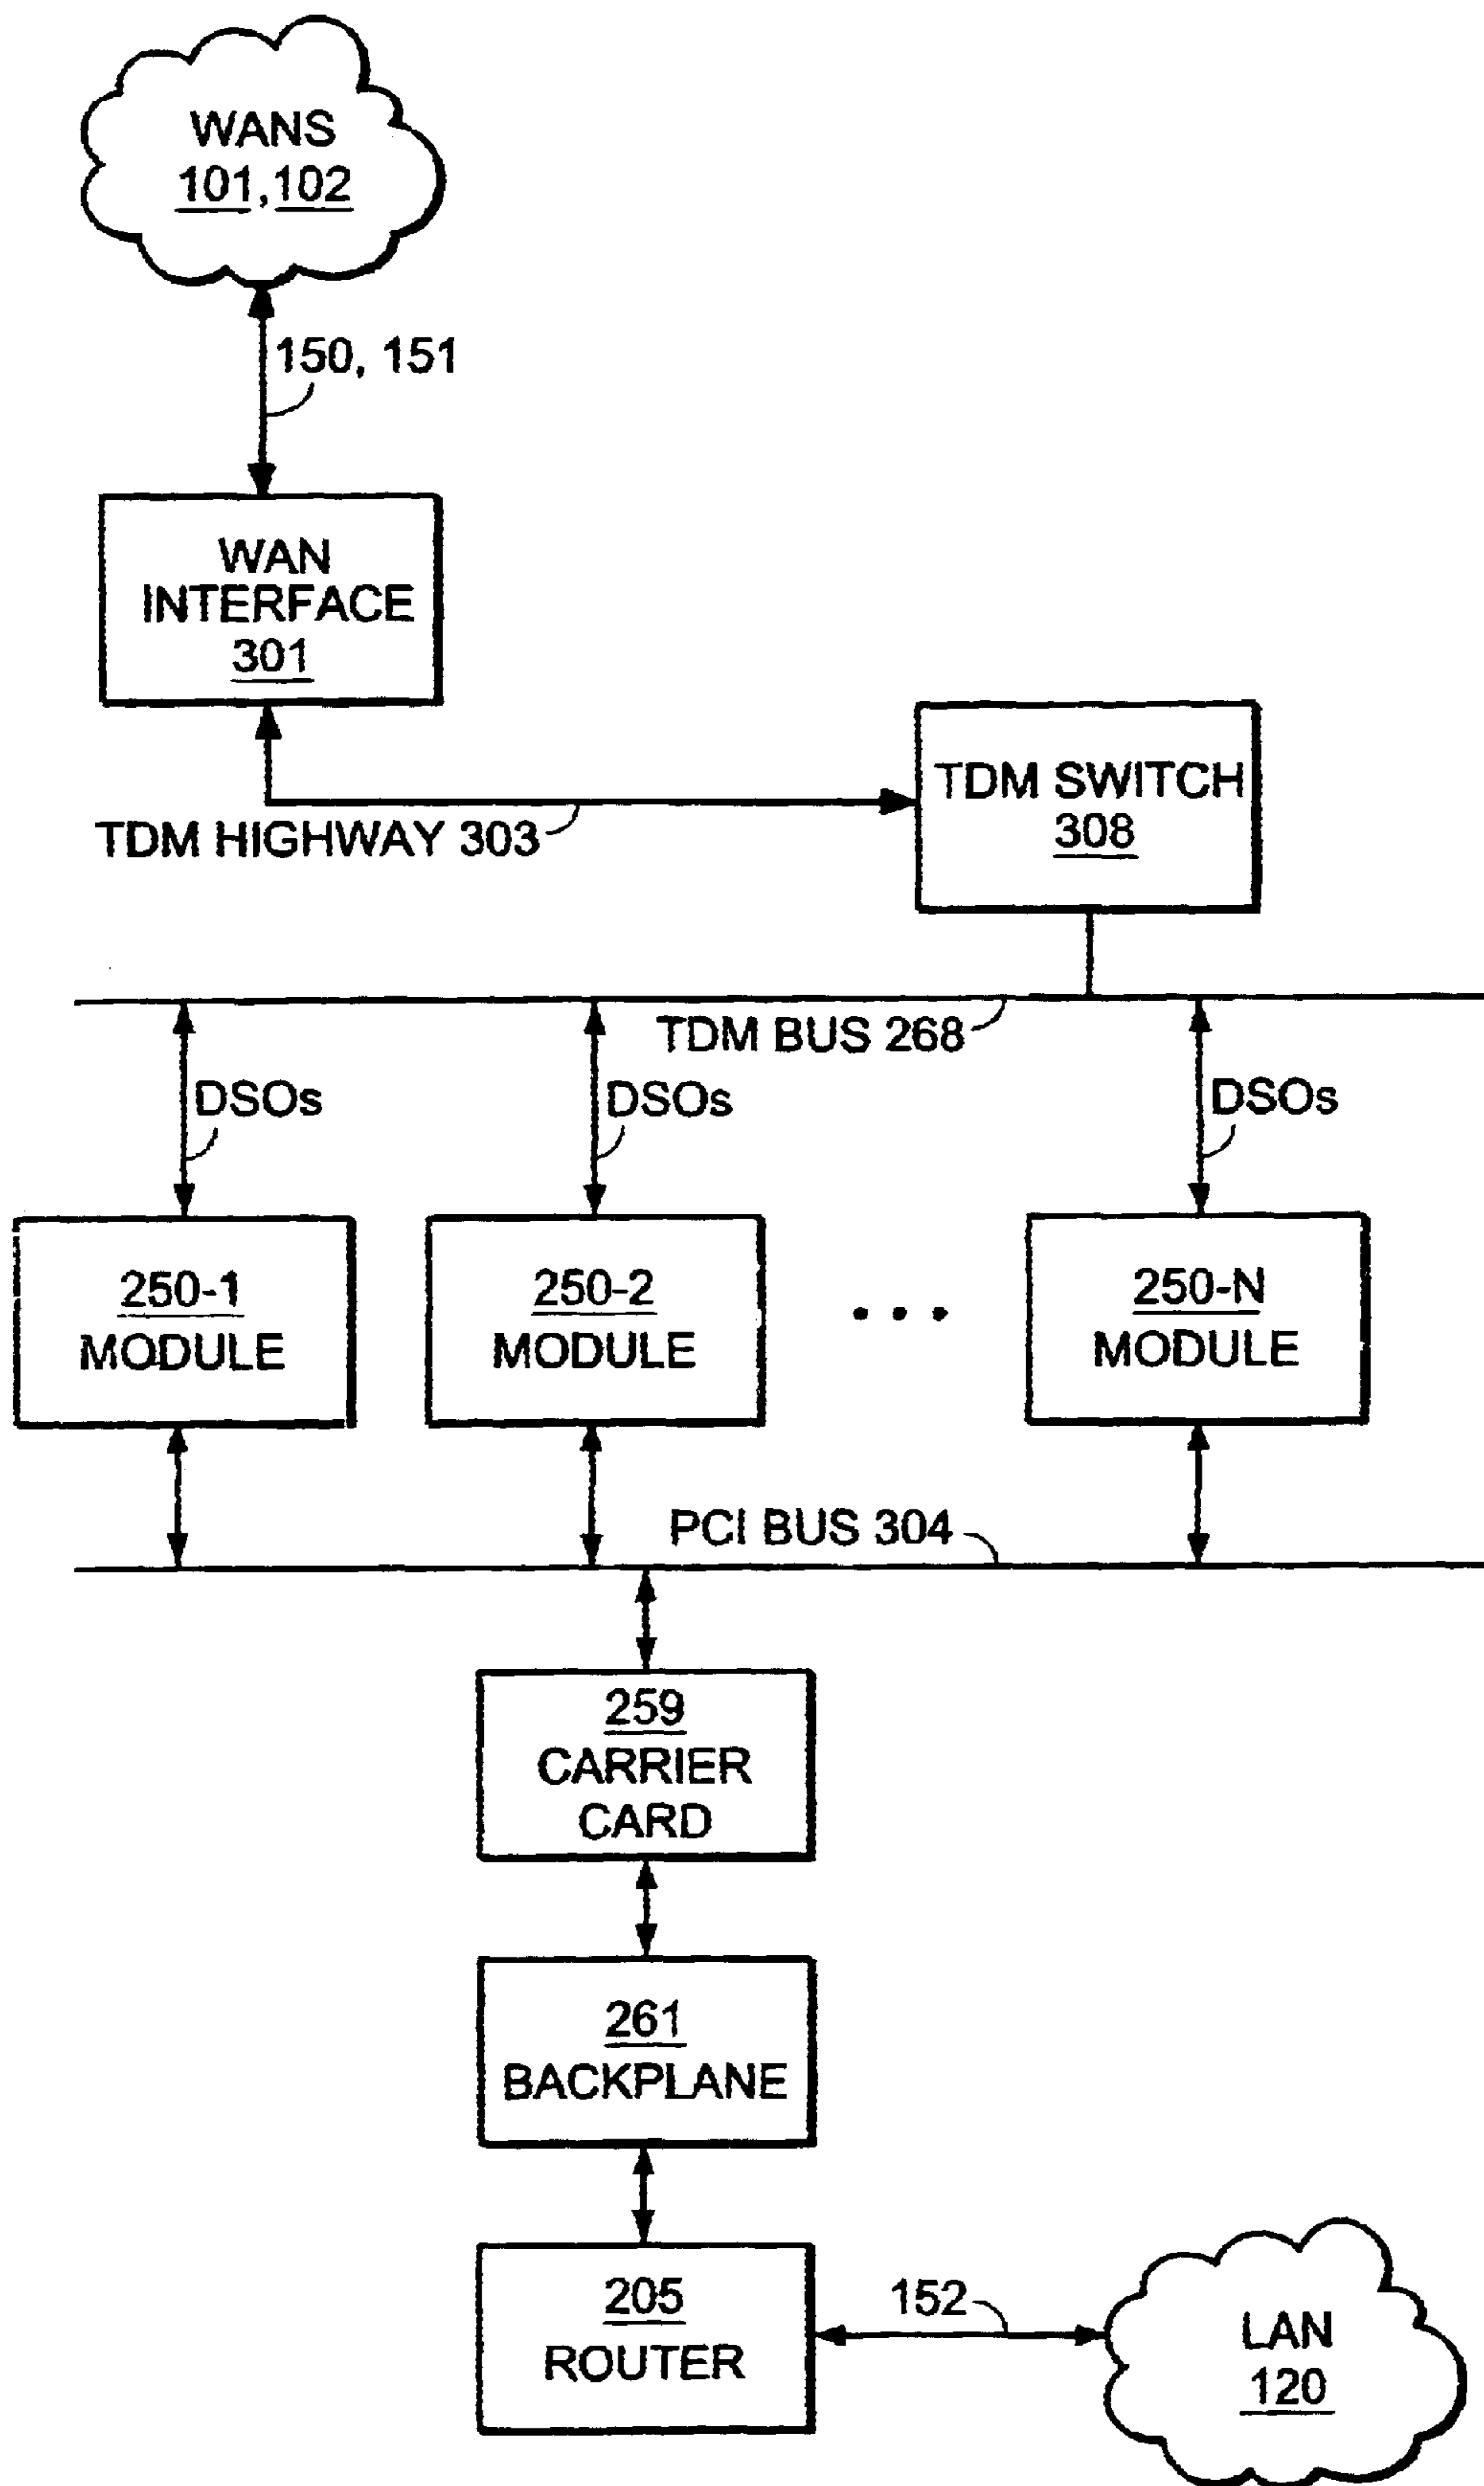 WANS
101, 102
150, 151
WAN
INTERFACE
301
TDM SWITCH
308
TDM HIGHWAY 303
TDM BUS 268
DSOs
DSOs
DSOs
250-1
MODULE
250-2
MODULE
• • •
250-N
MODULE
PCI BUS 304
259
CARRIER
CARD
261
BACKPLANE
205
ROUTER
152
LAN
120